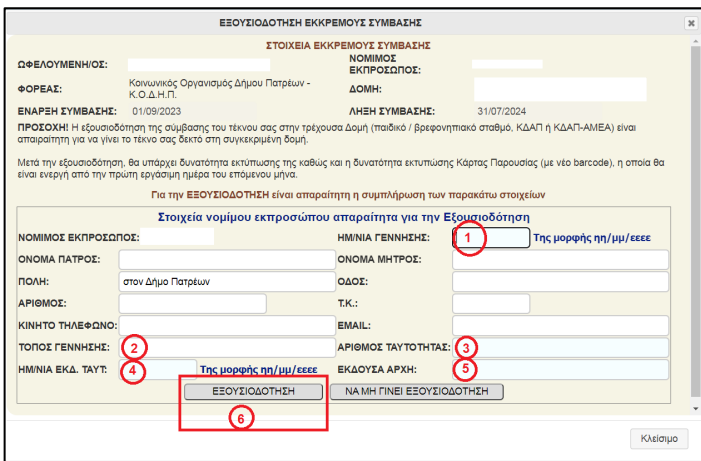 ΕΞΟΥΣΙΟΔΟΤΗΣΗ ΕΚΚΡΕΜΟΥΣ ΣΥΜΒΑΣΗΣ
ΣΤΟΙΧΕΙΑ ΕΚΚΡΕΜΟΥΣ ΣΥΜΒΑΣΗΣ
ΩΦΕΛΟΥΜΕΝΗ/ΟΣ: ΝΟΜΙΜΟΣ ΕΚΠΡΟΣΩΠΟΣ:
ΦΟΡΕΑΣ: Κοινωνικός Οργανισμός Δήμου Πατρέων - Κ.Ο.Δ.Η.Π. ΔΟΜΗ:
ΕΝΑΡΞΗ ΣΥΜΒΑΣΗΣ: 01/09/2023 ΛΗΞΗ ΣΥΜΒΑΣΗΣ: 31/07/2024
ΠΡΟΣΟΧΗ! Η εξουσιοδότηση της σύμβασης του τέκνου σας στην τρέχουσα Δομή (παιδικό / βρεφονηπιακό σταθμό, ΚΔΑΠ ή ΚΔΑΠ-ΑΜΕΑ) είναι
απαραίτητη για να γίνει το τέκνο σας δεκτό στη συγκεκριμένη δομή.
Μετά την εξουσιοδότηση, θα υπάρχει δυνατότητα εκτύπωσης της καθώς και η δυνατότητα εκτυπώσης Κάρτας Παρουσίας (με νέο barcode), η οποία θα
είναι ενεργή από την πρώτη εργάσιμη ημέρα του επόμενου μήνα.
Για την ΕΞΟΥΣΙΟΔΟΤΗΣΗ είναι απαραίτητη η συμπλήρωση των παρακάτω στοιχείων
Στοιχεία νομίμου εκπροσώπου απαραίτητα για την Εξουσιοδότηση
ΝΟΜΙΜΟΣ ΕΚΠΡΟΣΩΠΟΣ: ΗΜ/ΝΙΑ ΓΕΝΝΗΣΗΣ: 1 Της μορφής ηη/μμ/εεεε
ΟΝΟΜΑ ΠΑΤΡΟΣ: ΟΝΟΜΑ ΜΗΤΡΟΣ:
ΠΟΛΗ: στον Δήμο Πατρέων ΟΔΟΣ:
ΑΡΙΘΜΟΣ: Τ.Κ.:
ΚΙΝΗΤΟ ΤΗΛΕΦΩΝΟ: EMAIL:
ΤΟΠΟΣ ΓΕΝΝΗΣΗΣ: 2 ΑΡΙΘΜΟΣ ΤΑΥΤΟΤΗΤΑΣ: 3
ΗΜ/ΝΙΑ ΕΚΔ. ΤΑΥΤ: 4 Της μορφής ηη/μμ/εεεε ΕΚΔΟΥΣΑ ΑΡΧΗ: 5
ΕΞΟΥΣΙΟΔΟΤΗΣΗ ΝΑ ΜΗ ΓΙΝΕΙ ΕΞΟΥΣΙΟΔΟΤΗΣΗ
6
Κλείσιμο